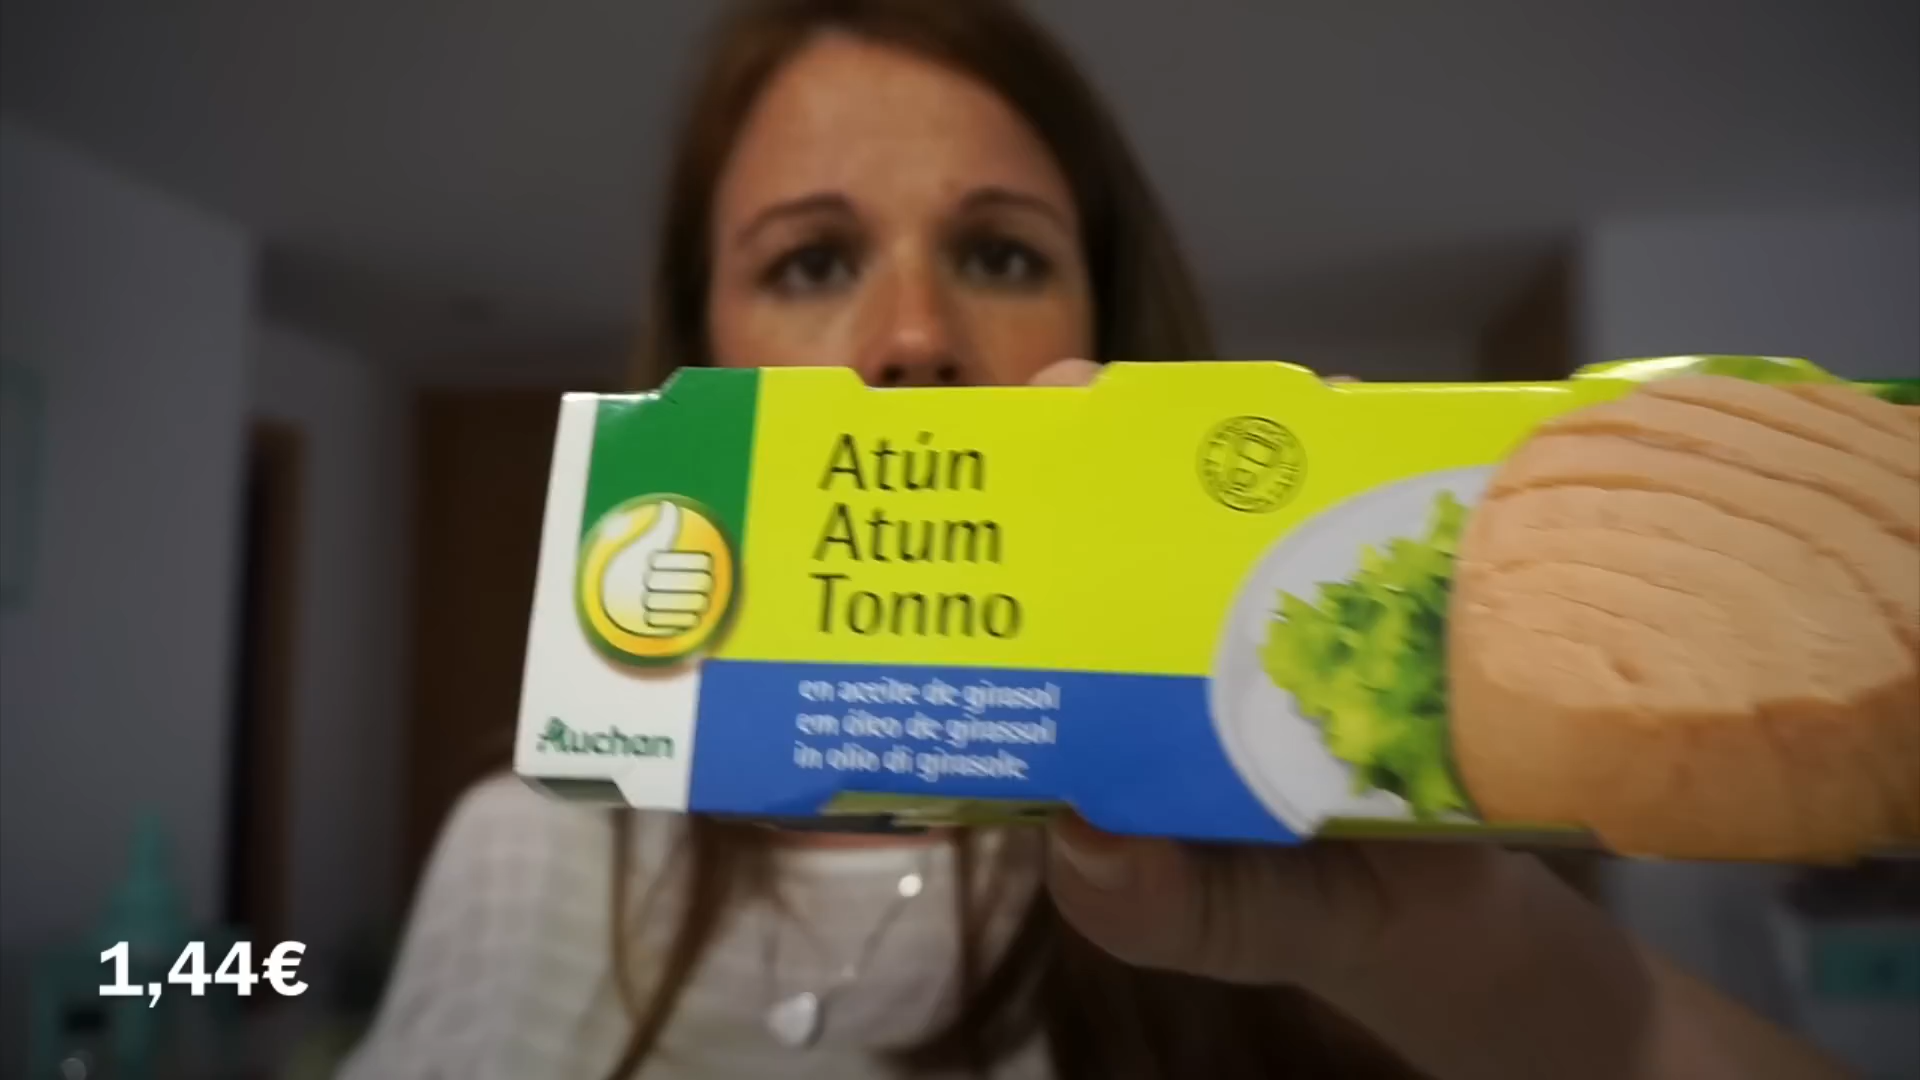 Atún
Atum
Tonno
en aceite de girasol
em óleo de girassol
in olio di girasole
Auchan
1,44€